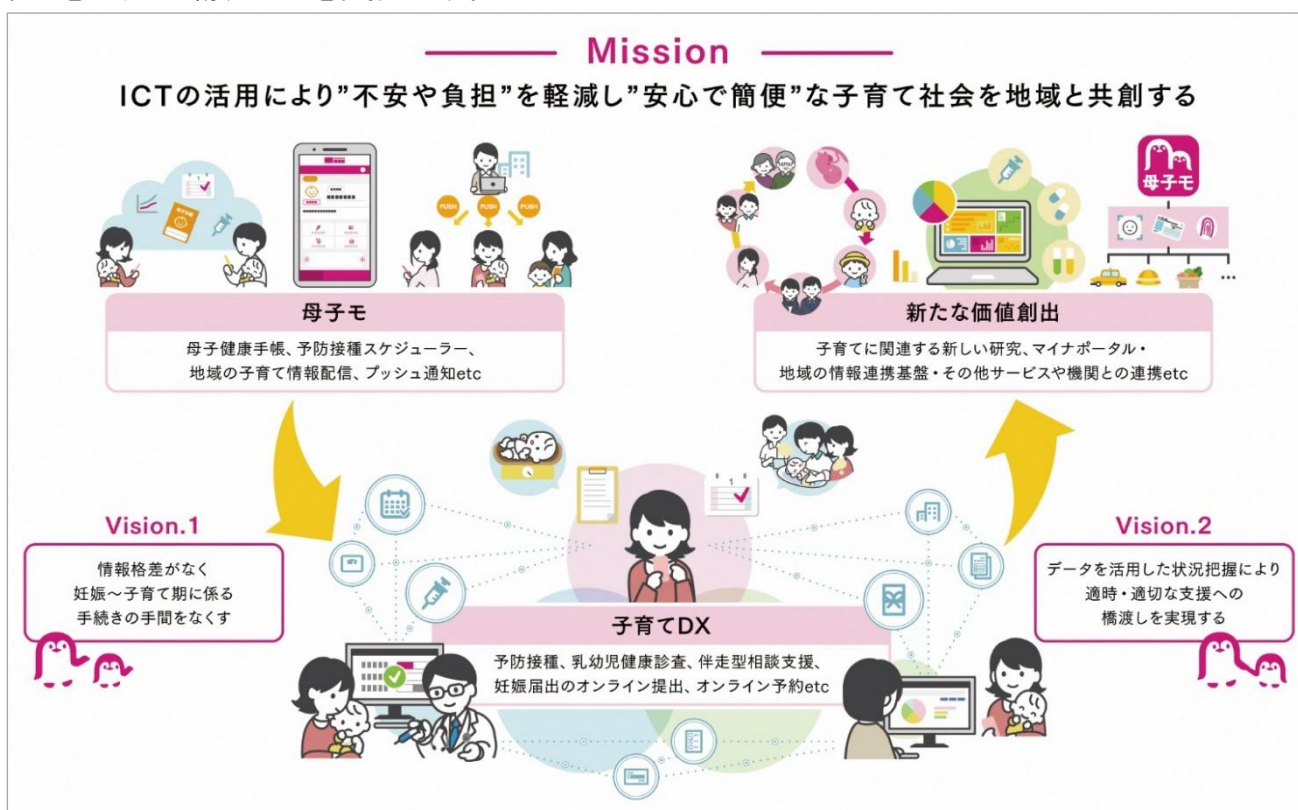 Mission
ICTの活用により”不安や負担”を軽減し”安心で簡便”な子育て社会を地域と共創する
PUSH
PUSH
PUSH
母子モ
母子モ
母子健康手帳、予防接種スケジューラー、
地域の子育て情報配信、プッシュ通知etc
新たな価値創出
子育てに関連する新しい研究、マイナポータル・
地域の情報連携基盤・その他サービスや機関との連携etc
Vision.1
情報格差がなく
妊娠〜子育て期に係る
手続きの手間をなくす
Vision.2
データを活用した状況把握により
適時・適切な支援への
橋渡しを実現する
子育てDX
予防接種、乳幼児健康診査、伴走型相談支援、
妊娠届出のオンライン提出、オンライン予約etc